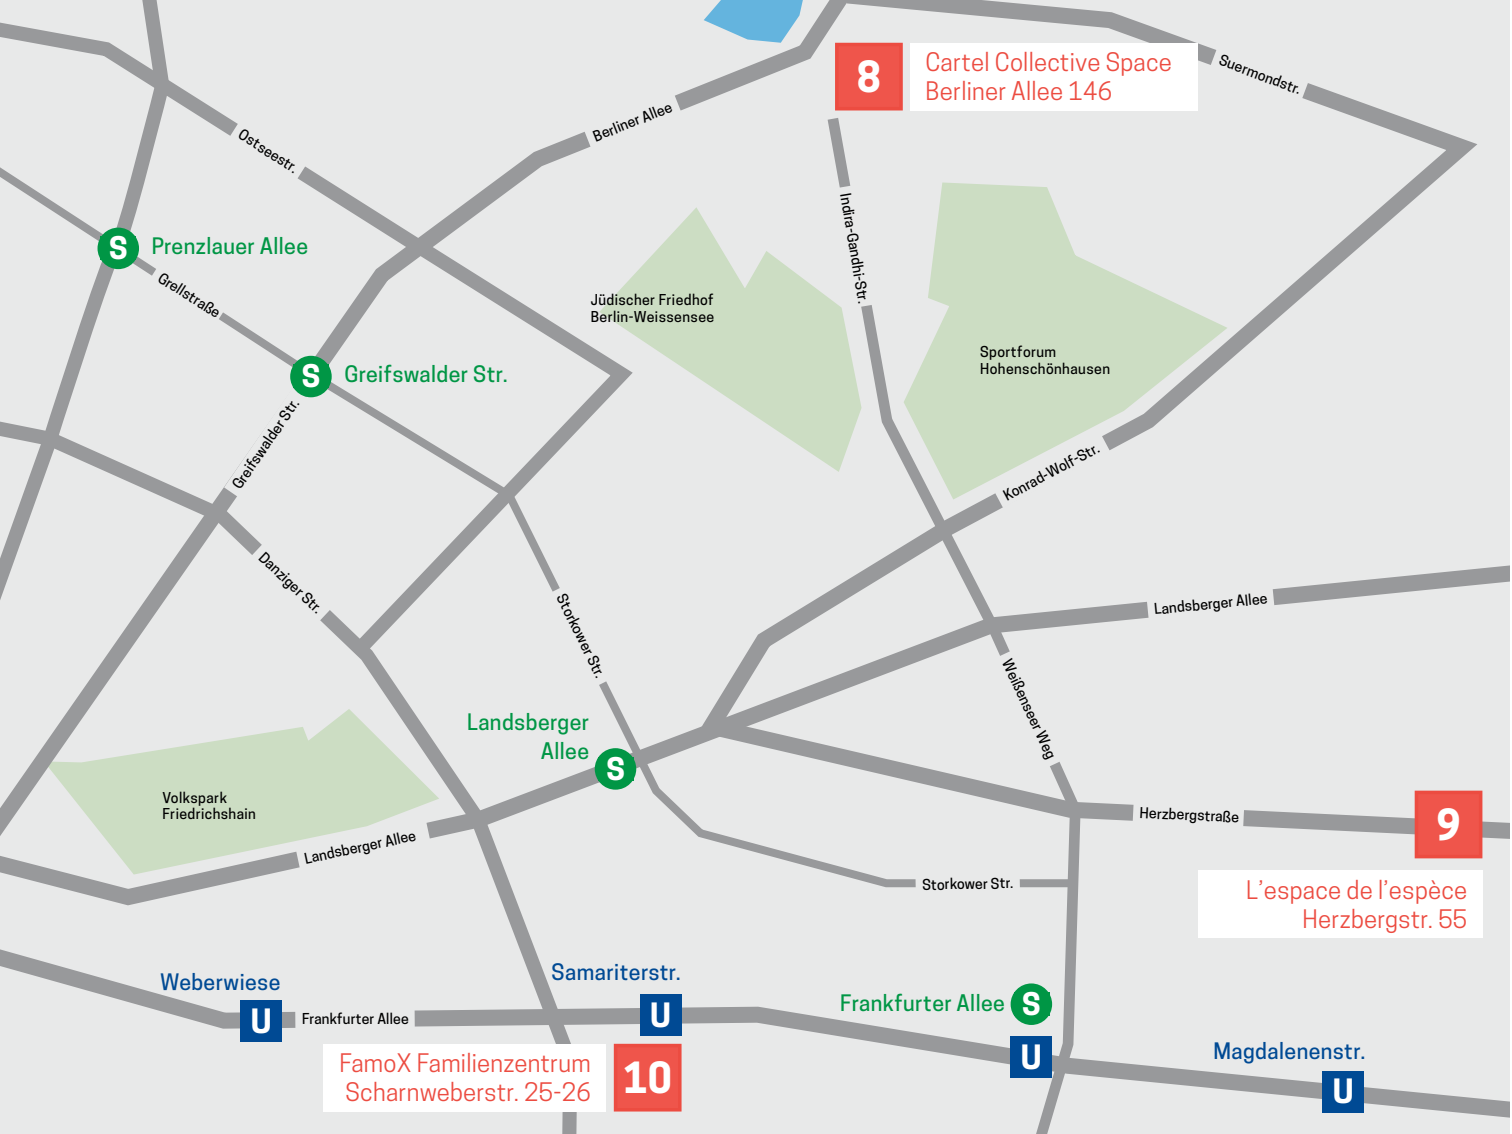 8
Cartel Collective Space
Berliner Allee 146
Suermondstr.
Berliner Allee
Ostseestr.
Indira-Gandhi-Str.
S
Prenzlauer Allee
Grellstraße
Jüdischer Friedhof
Berlin-Weissensee
Sportforum
Hohenschönhausen
S
Greifswalder Str.
Greifswalder Str.
Konrad-Wolf-Str.
Danziger Str.
Storkower Str.
Landsberger Allee
Weißenseer Weg
Landsberger
Allee
S
Volkspark
Friedrichshain
Landsberger Allee
Herzbergstraße
9
L’espace de l’espèce
Herzbergstr. 55
Storkower Str.
Weberwiese
U
Frankfurter Allee
Samariterstr.
U
Frankfurter Allee
S
U
Magdalenenstr.
U
FamoX Familienzentrum
Scharnweberstr. 25-26
10